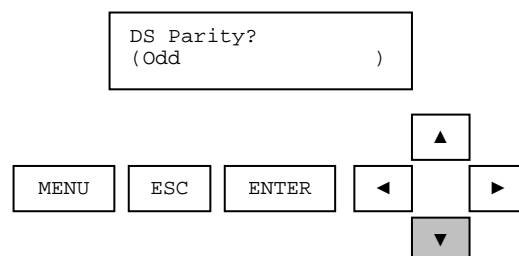 DS Parity?
(Odd )
▲
MENU ESC ENTER ◄ ►
▼